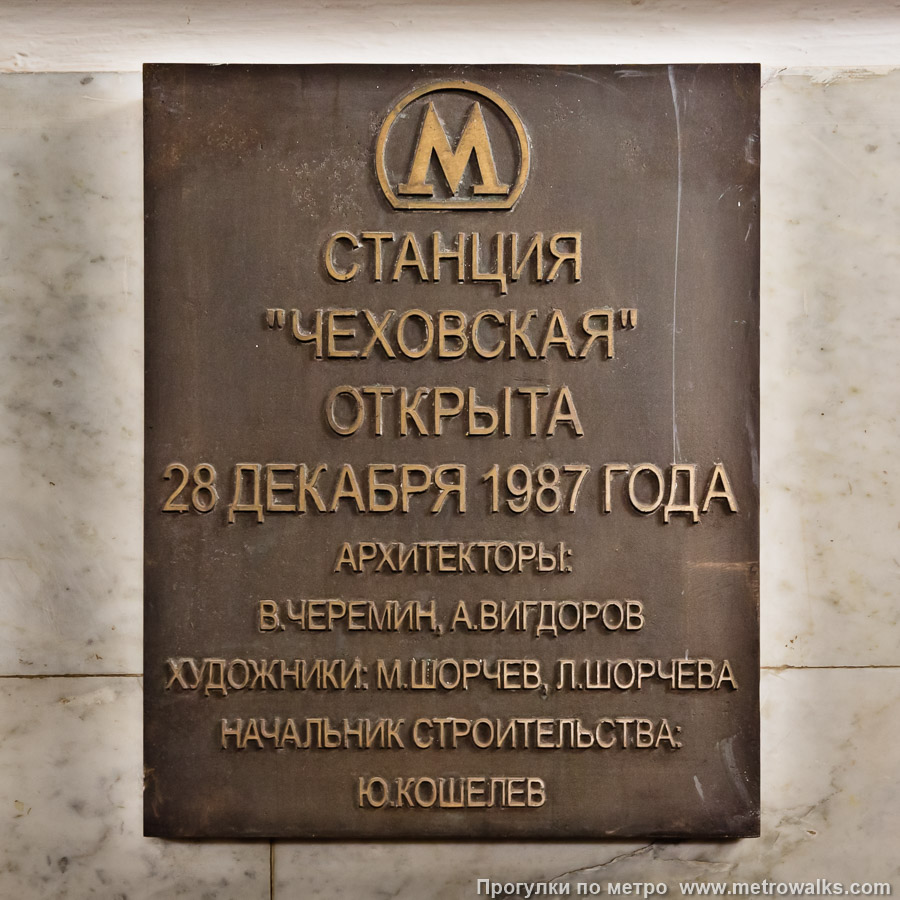 М
СТАНЦИЯ
"ЧЕХОВСКАЯ"
ОТКРЫТА
28 ДЕКАБРЯ 1987 ГОДА
АРХИТЕКТОРЫ:
В.ЧЕРЕМИН, А.ВИГДОРОВ
ХУДОЖНИКИ: М.ШОРЧЕВ, Л.ШОРЧЕВА
НАЧАЛЬНИК СТРОИТЕЛЬСТВА:
Ю.КОШЕЛЕВ
Прогулки по метро www.metrowalks.com